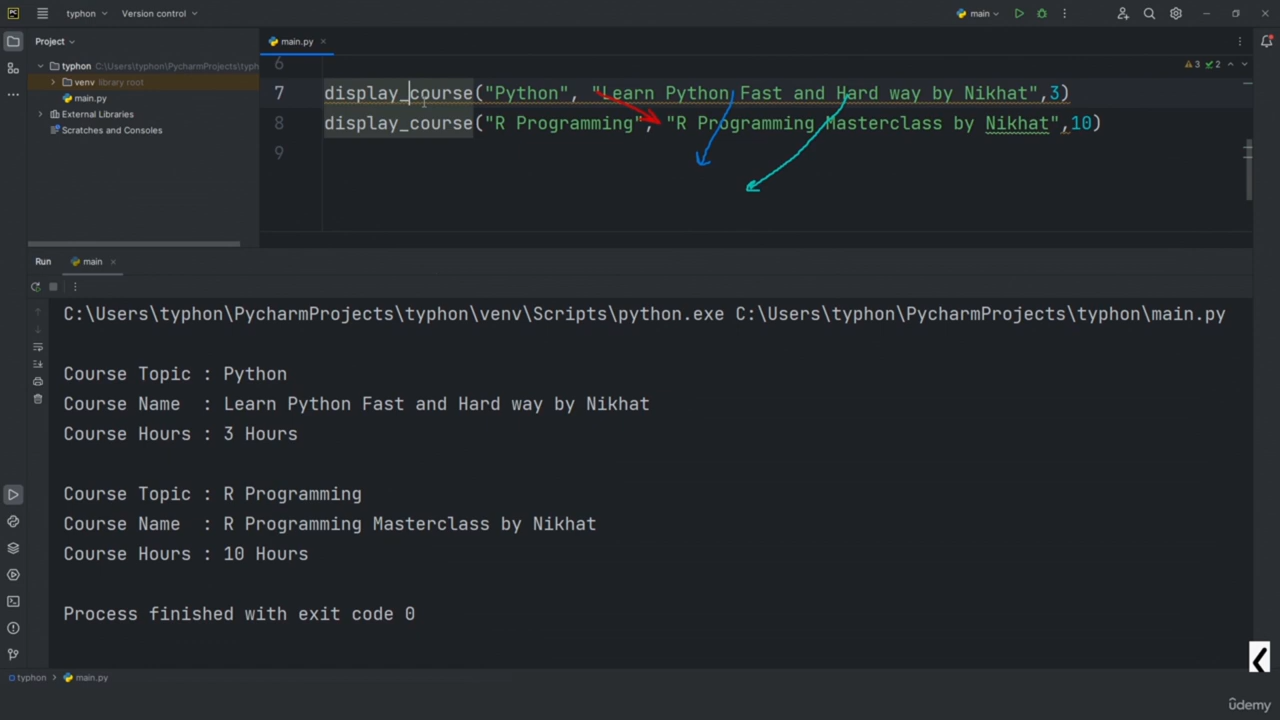 PC typhon Version control main
Project main.py
typhon C:\Users\typhon\PycharmProjects\typh
venv library root
main.py
External Libraries
Scratches and Consoles
6
3 2
7 display_course("Python", "Learn Python Fast and Hard way by Nikhat",3)
8 display_course("R Programming", "R Programming Masterclass by Nikhat",10)
9
Run main
C:\Users\typhon\PycharmProjects\typhon\venv\Scripts\python.exe C:\Users\typhon\PycharmProjects\typhon\main.py
Course Topic : Python
Course Name : Learn Python Fast and Hard way by Nikhat
Course Hours : 3 Hours
Course Topic : R Programming
Course Name : R Programming Masterclass by Nikhat
Course Hours : 10 Hours
Process finished with exit code 0
typhon > main.py
ûdemy